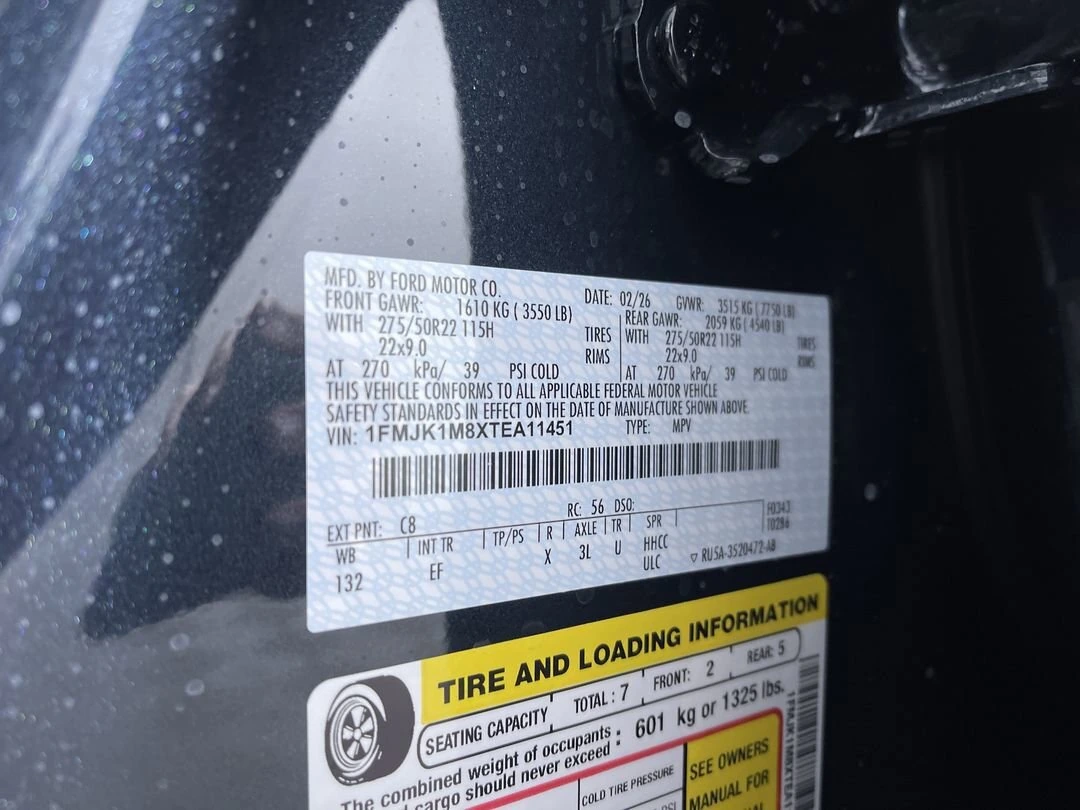 MFD. BY FORD MOTOR CO.
DATE: 02/26 GVWR: 3515 KG ( 7750 LB)
FRONT GAWR: 1610 KG ( 3550 LB)
REAR GAWR: 2059 KG ( 4540 LB)
WITH 275/50R22 115H TIRES
WITH 275/50R22 115H TIRES
22x9.0 RIMS
22x9.0 RIMS
AT 270 kPa/ 39 PSI COLD
AT 270 kPa/ 39 PSI COLD
THIS VEHICLE CONFORMS TO ALL APPLICABLE FEDERAL MOTOR VEHICLE
SAFETY STANDARDS IN EFFECT ON THE DATE OF MANUFACTURE SHOWN ABOVE.
VIN: 1FMJK1M8XTEA11451 TYPE: MPV
EXT PNT: C8 RC: 56 DSO:
F0343
T0286
WB INT TR TP/PS R AXLE TR SPR
132 EF X 3L U HHCC
ULC
RU5A-3520472-AB
TIRE AND LOADING INFORMATION
SEATING CAPACITY TOTAL : 7 FRONT: 2 REAR: 5
The combined weight of occupants
cargo should never exceed : 601 kg or 1325 lbs.
COLD TIRE PRESSURE
SEE OWNERS
MANUAL FOR